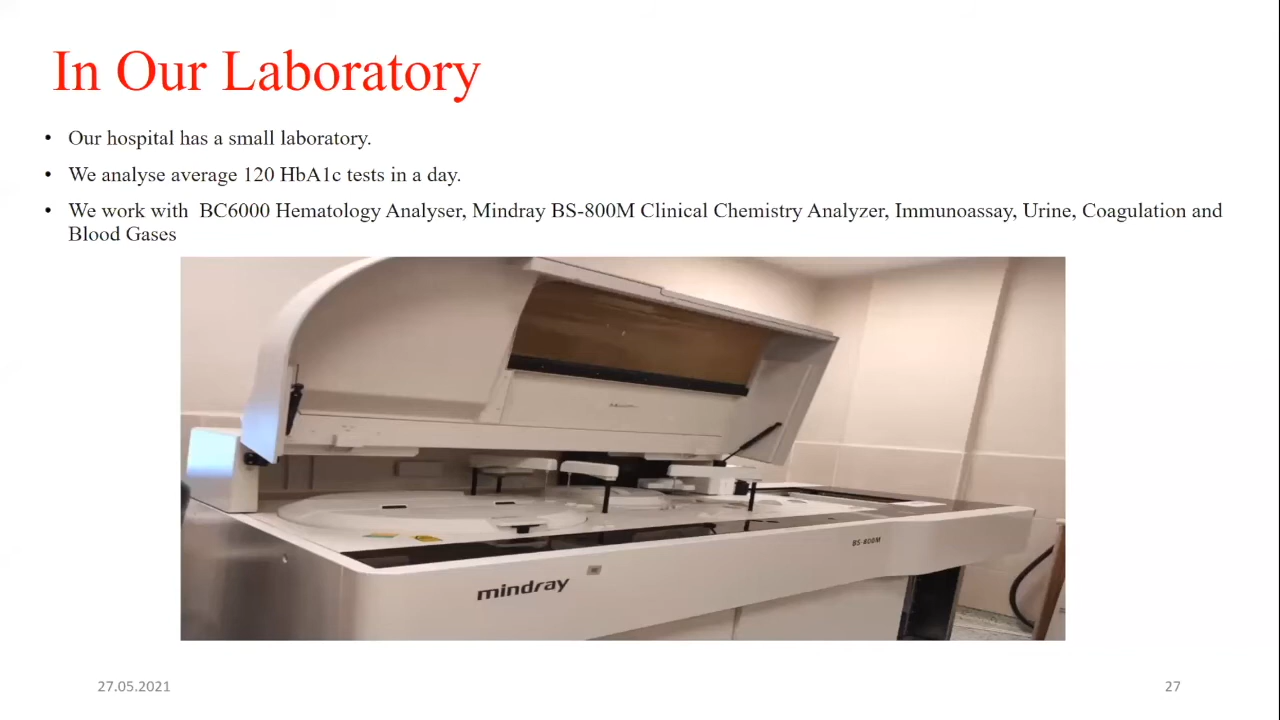 In Our Laboratory
• Our hospital has a small laboratory.
• We analyse average 120 HbA1c tests in a day.
• We work with BC6000 Hematology Analyser, Mindray BS-800M Clinical Chemistry Analyzer, Immunoassay, Urine, Coagulation and
Blood Gases
BS-800M
mindray
27.05.2021
27